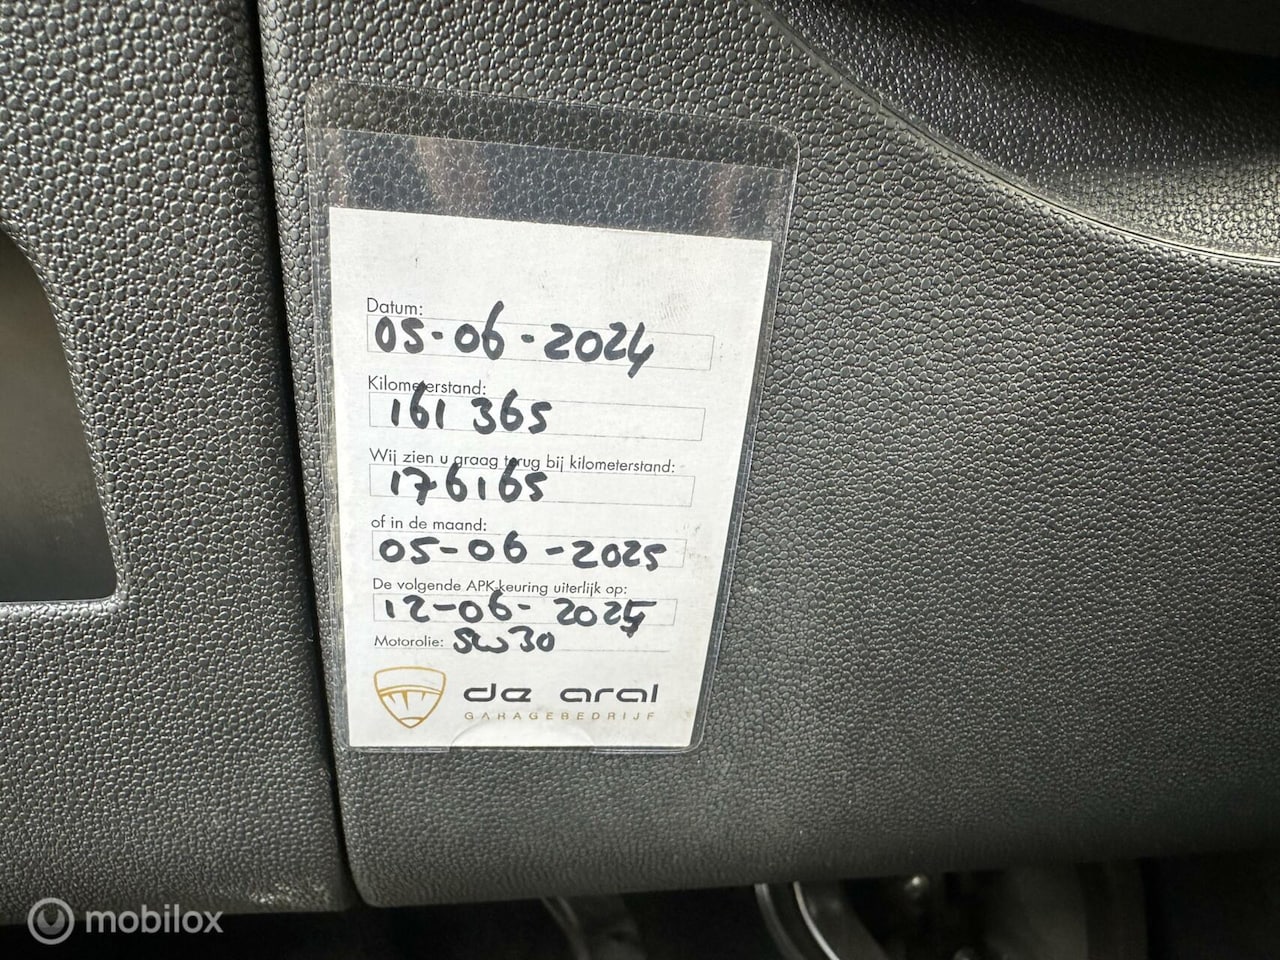 Datum:
05-06-2024
Kilometerstand:
161 365
Wij zien u graag terug bij kilometerstand:
176165
of in de maand:
05-06-2025
De volgende APK-keuring uiterlijk op:
12-06-2025
Motorolie: 5w30
de aral
GARAGEBEDRIJF
mobilox